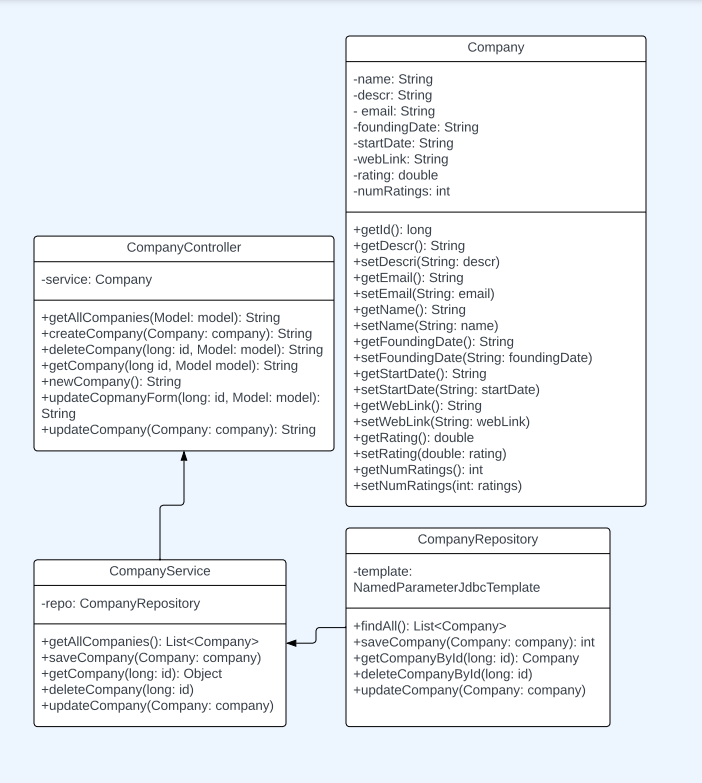 Company
-name: String
-descr: String
- email: String
-foundingDate: String
-startDate: String
-webLink: String
-rating: double
-numRatings: int
+getId(): long
+getDescr(): String
+setDescri(String: descr)
+getEmail(): String
+setEmail(String: email)
+getName(): String
+setName(String: name)
+getFoundingDate(): String
+setFoundingDate(String: foundingDate)
+getStartDate(): String
+setStartDate(String: startDate)
+getWebLink(): String
+setWebLink(String: webLink)
+getRating(): double
+setRating(double: rating)
+getNumRatings(): int
+setNumRatings(int: ratings)
CompanyController
-service: Company
+getAllCompanies(Model: model): String
+createCompany(Company: company): String
+deleteCompany(long: id, Model: model): String
+getCompany(long id, Model model): String
+newCompany(): String
+updateCopmanyForm(long: id, Model: model):
String
+updateCompany(Company: company): String
CompanyService
-repo: CompanyRepository
+getAllCompanies(): List<Company>
+saveCompany(Company: company)
+getCompany(long: id): Object
+deleteCompany(long: id)
+updateCompany(Company: company)
CompanyRepository
-template:
NamedParameterJdbcTemplate
+findAll(): List<Company>
+saveCompany(Company: company): int
+getCompanyById(long: id): Company
+deleteCompanyById(long: id)
+updateCompany(Company: company)